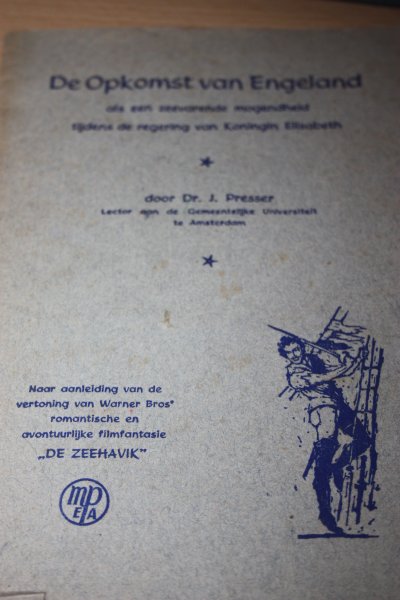 De Opkomst van Engeland
als een zeevarende mogendheid
tijdens de regering van Koningin Elisabeth
door Dr. J. Presser
Lector aan de Gemeentelijke Universiteit
te Amsterdam
Naar aanleiding van de
vertoning van Warner Bros'
romantische en
avontuurlijke filmfantasie
„DE ZEEHAVIK”
MPEA